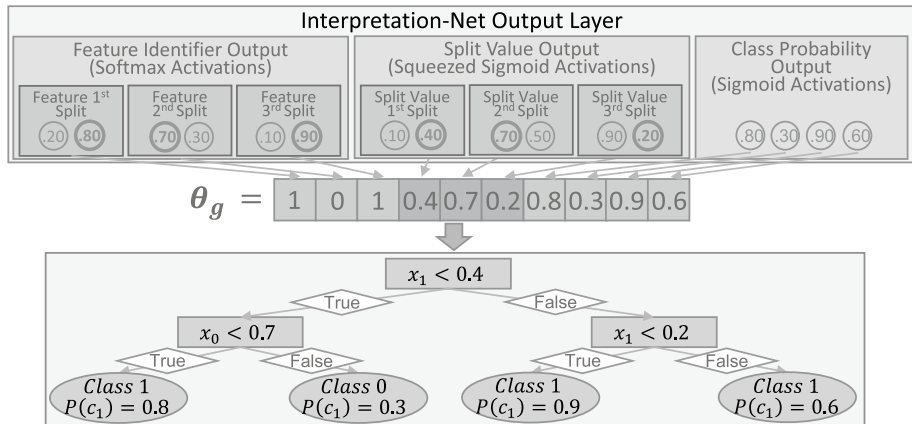 Interpretation-Net Output Layer
Feature Identifier Output
(Softmax Activations)
Split Value Output
(Squeezed Sigmoid Activations)
Class Probability
Output
(Sigmoid Activations)
Feature 1st
Split
Feature
2nd Split
Feature
3rd Split
Split Value
1st Split
Split Value
2nd Split
Split Value
3rd Split
.20 .80 .70 .30 .10 .90 .10 .40 .70 .50 .90 .20 .80 .30 .90 .60
θg = 1 0 1 0.4 0.7 0.2 0.8 0.3 0.9 0.6
x1 < 0.4
True False
x0 < 0.7 x1 < 0.2
True False True False
Class 1
P(c1) = 0.8
Class 0
P(c1) = 0.3
Class 1
P(c1) = 0.9
Class 1
P(c1) = 0.6